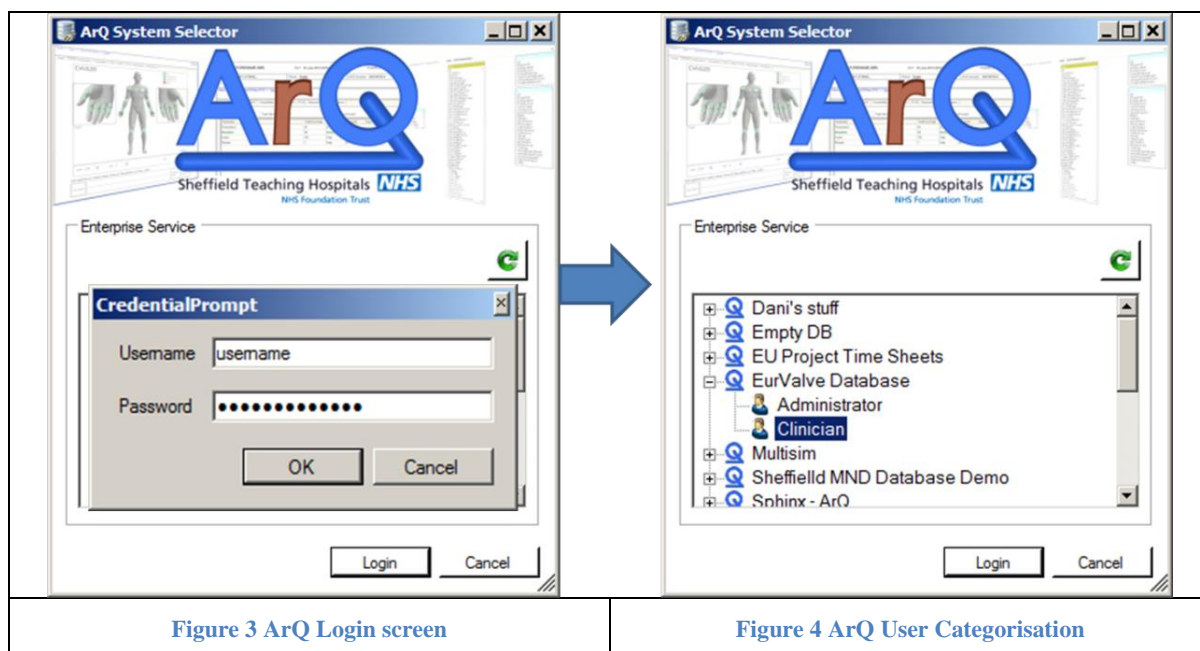 ArQ System Selector
ArQ
Sheffield Teaching Hospitals NHS
NHS Foundation Trust
Enterprise Service
CredentialPrompt
Username username
Password •••••••••••••
OK Cancel
Login Cancel
Figure 3 ArQ Login screen
ArQ System Selector
ArQ
Sheffield Teaching Hospitals NHS
NHS Foundation Trust
Enterprise Service
Dani's stuff
Empty DB
EU Project Time Sheets
EurValve Database
Administrator
Clinician
Multisim
Sheffielld MND Database Demo
Sphinx - ArQ
Login Cancel
Figure 4 ArQ User Categorisation